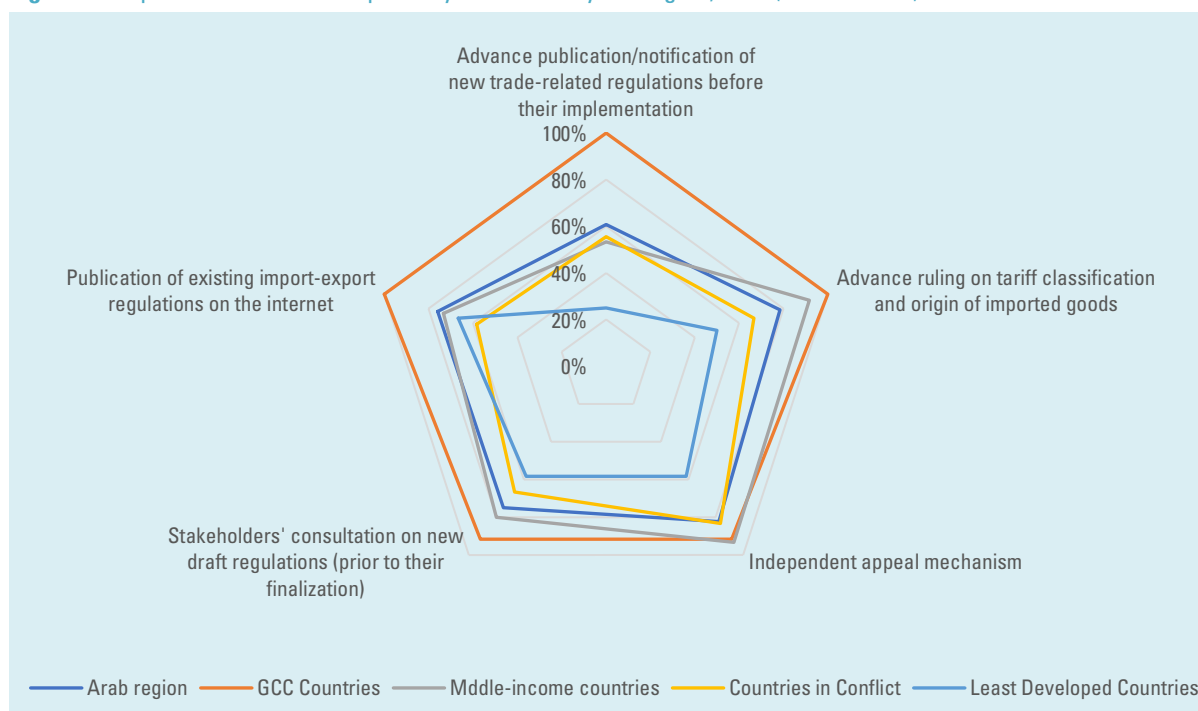 Advance publication/notification of
new trade-related regulations before
their implementation
100%
80%
60%
40%
20%
0%
Publication of existing import-export
regulations on the internet
Advance ruling on tariff classification
and origin of imported goods
Stakeholders' consultation on new
draft regulations (prior to their
finalization)
Independent appeal mechanism
Arab region
GCC Countries
Mddle-income countries
Countries in Conflict
Least Developed Countries